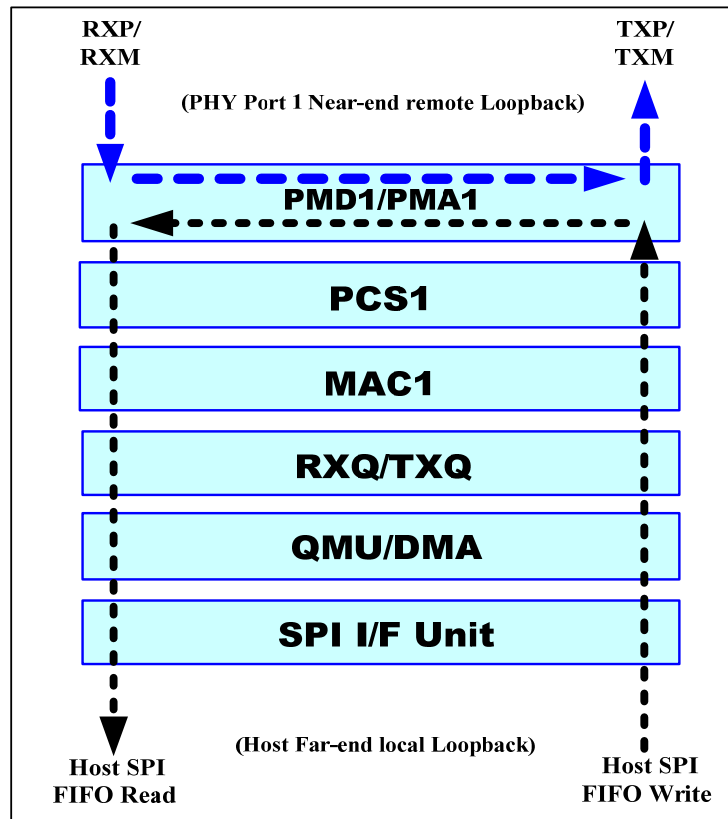 RXP/
RXM
TXP/
TXM
(PHY Port 1 Near-end remote Loopback)
PMD1/PMA1
PCS1
MAC1
RXQ/TXQ
QMU/DMA
SPI I/F Unit
(Host Far-end local Loopback)
Host SPI
FIFO Read
Host SPI
FIFO Write